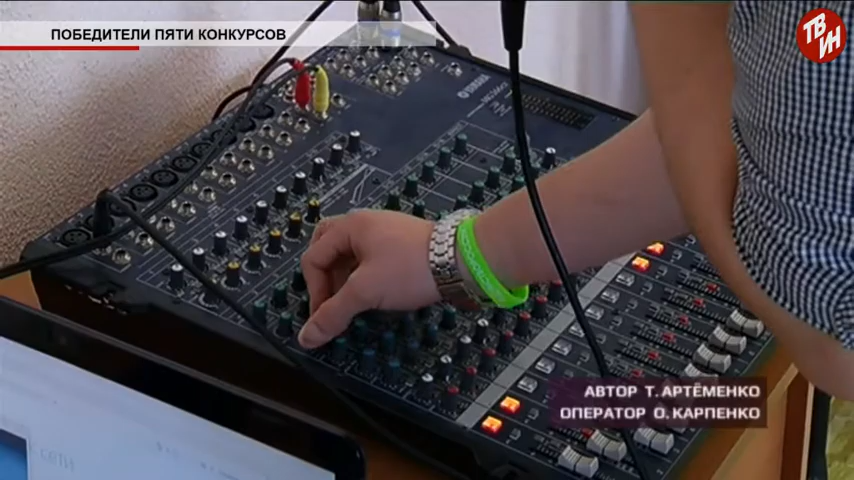 ПОБЕДИТЕЛИ ПЯТИ КОНКУРСОВ
ТВ
ИН
YAMAHA
АВТОР Т.АРТЁМЕНКО
ОПЕРАТОР О.КАРПЕНКО